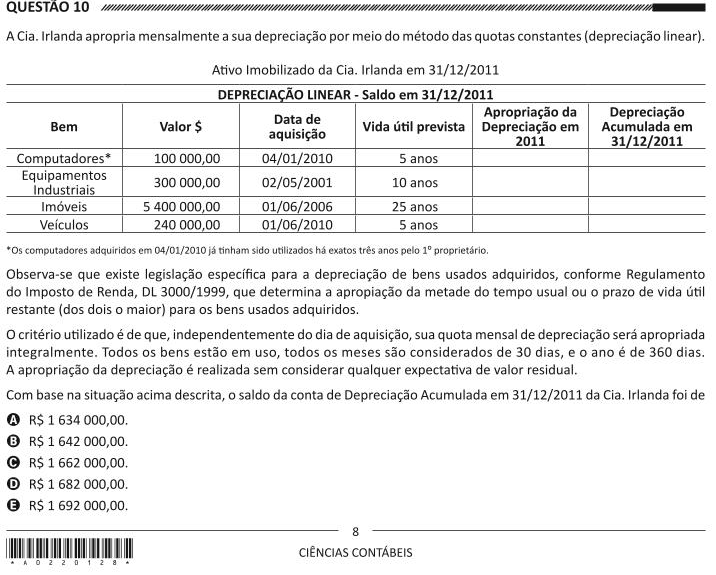 QUESTÃO 10
A Cia. Irlanda apropria mensalmente a sua depreciação por meio do método das quotas constantes (depreciação linear).
Ativo Imobilizado da Cia. Irlanda em 31/12/2011
DEPRECIAÇÃO LINEAR - Saldo em 31/12/2011
Bem Valor $ Data de aquisição Vida útil prevista Apropriação da Depreciação em 2011 Depreciação Acumulada em 31/12/2011
Computadores* 100 000,00 04/01/2010 5 anos
Equipamentos Industriais 300 000,00 02/05/2001 10 anos
Imóveis 5 400 000,00 01/06/2006 25 anos
Veículos 240 000,00 01/06/2010 5 anos
*Os computadores adquiridos em 04/01/2010 já tinham sido utilizados há exatos três anos pelo 1º proprietário.
Observa-se que existe legislação específica para a depreciação de bens usados adquiridos, conforme Regulamento
do Imposto de Renda, DL 3000/1999, que determina a apropiação da metade do tempo usual ou o prazo de vida útil
restante (dos dois o maior) para os bens usados adquiridos.
O critério utilizado é de que, independentemente do dia de aquisição, sua quota mensal de depreciação será apropriada
integralmente. Todos os bens estão em uso, todos os meses são considerados de 30 dias, e o ano é de 360 dias.
A apropriação da depreciação é realizada sem considerar qualquer expectativa de valor residual.
Com base na situação acima descrita, o saldo da conta de Depreciação Acumulada em 31/12/2011 da Cia. Irlanda foi de
A R$ 1 634 000,00.
B R$ 1 642 000,00.
C R$ 1 662 000,00.
D R$ 1 682 000,00.
E R$ 1 692 000,00.
8
CIÊNCIAS CONTÁBEIS
* A 0 2 2 0 1 2 8 *